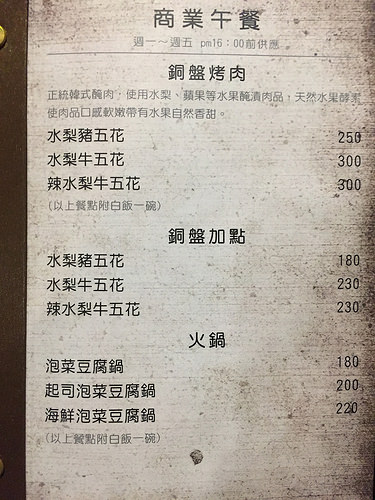 商業午餐
週一～週五 pm16：00前供應
銅盤烤肉
正統韓式醃肉，使用水梨、蘋果等水果醃漬肉品，天然水果酵素
使肉品口感軟嫩帶有水果自然香甜。
水梨豬五花 250
水梨牛五花 300
辣水梨牛五花 300
(以上餐點附白飯一碗)
銅盤加點
水梨豬五花 180
水梨牛五花 230
辣水梨牛五花 230
火鍋
泡菜豆腐鍋 180
起司泡菜豆腐鍋 200
海鮮泡菜豆腐鍋 220
(以上餐點附白飯一碗)